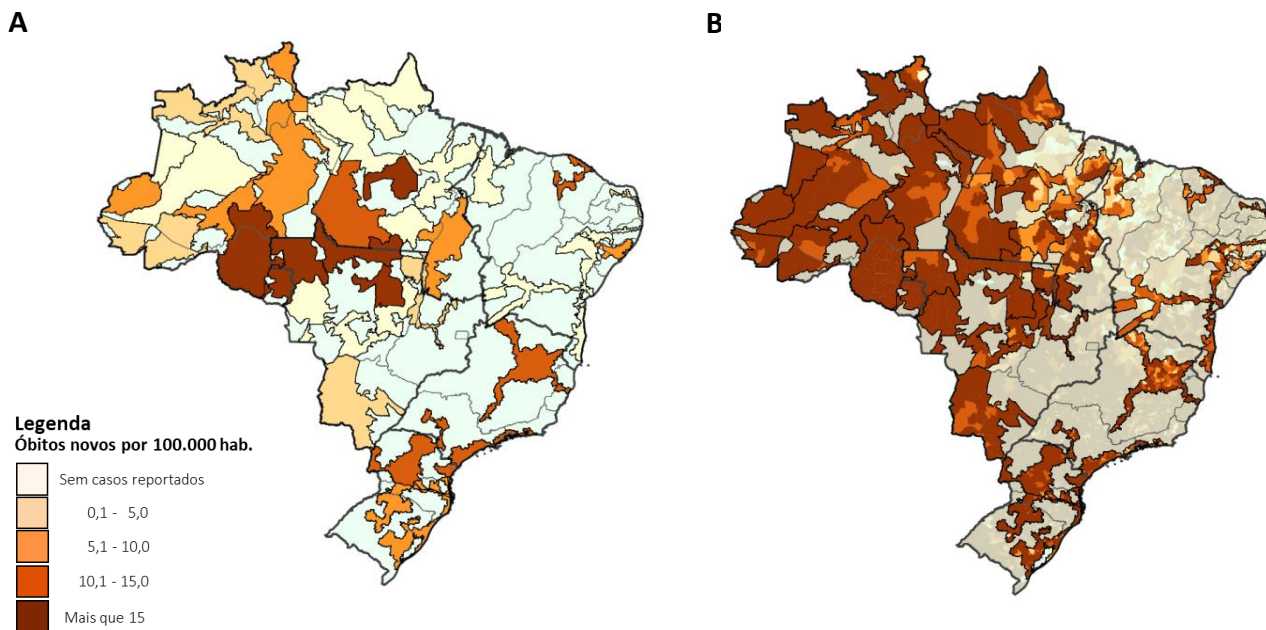 A
B
Legenda
Óbitos novos por 100.000 hab.
Sem casos reportados
0,1 - 5,0
5,1 - 10,0
10,1 - 15,0
Mais que 15